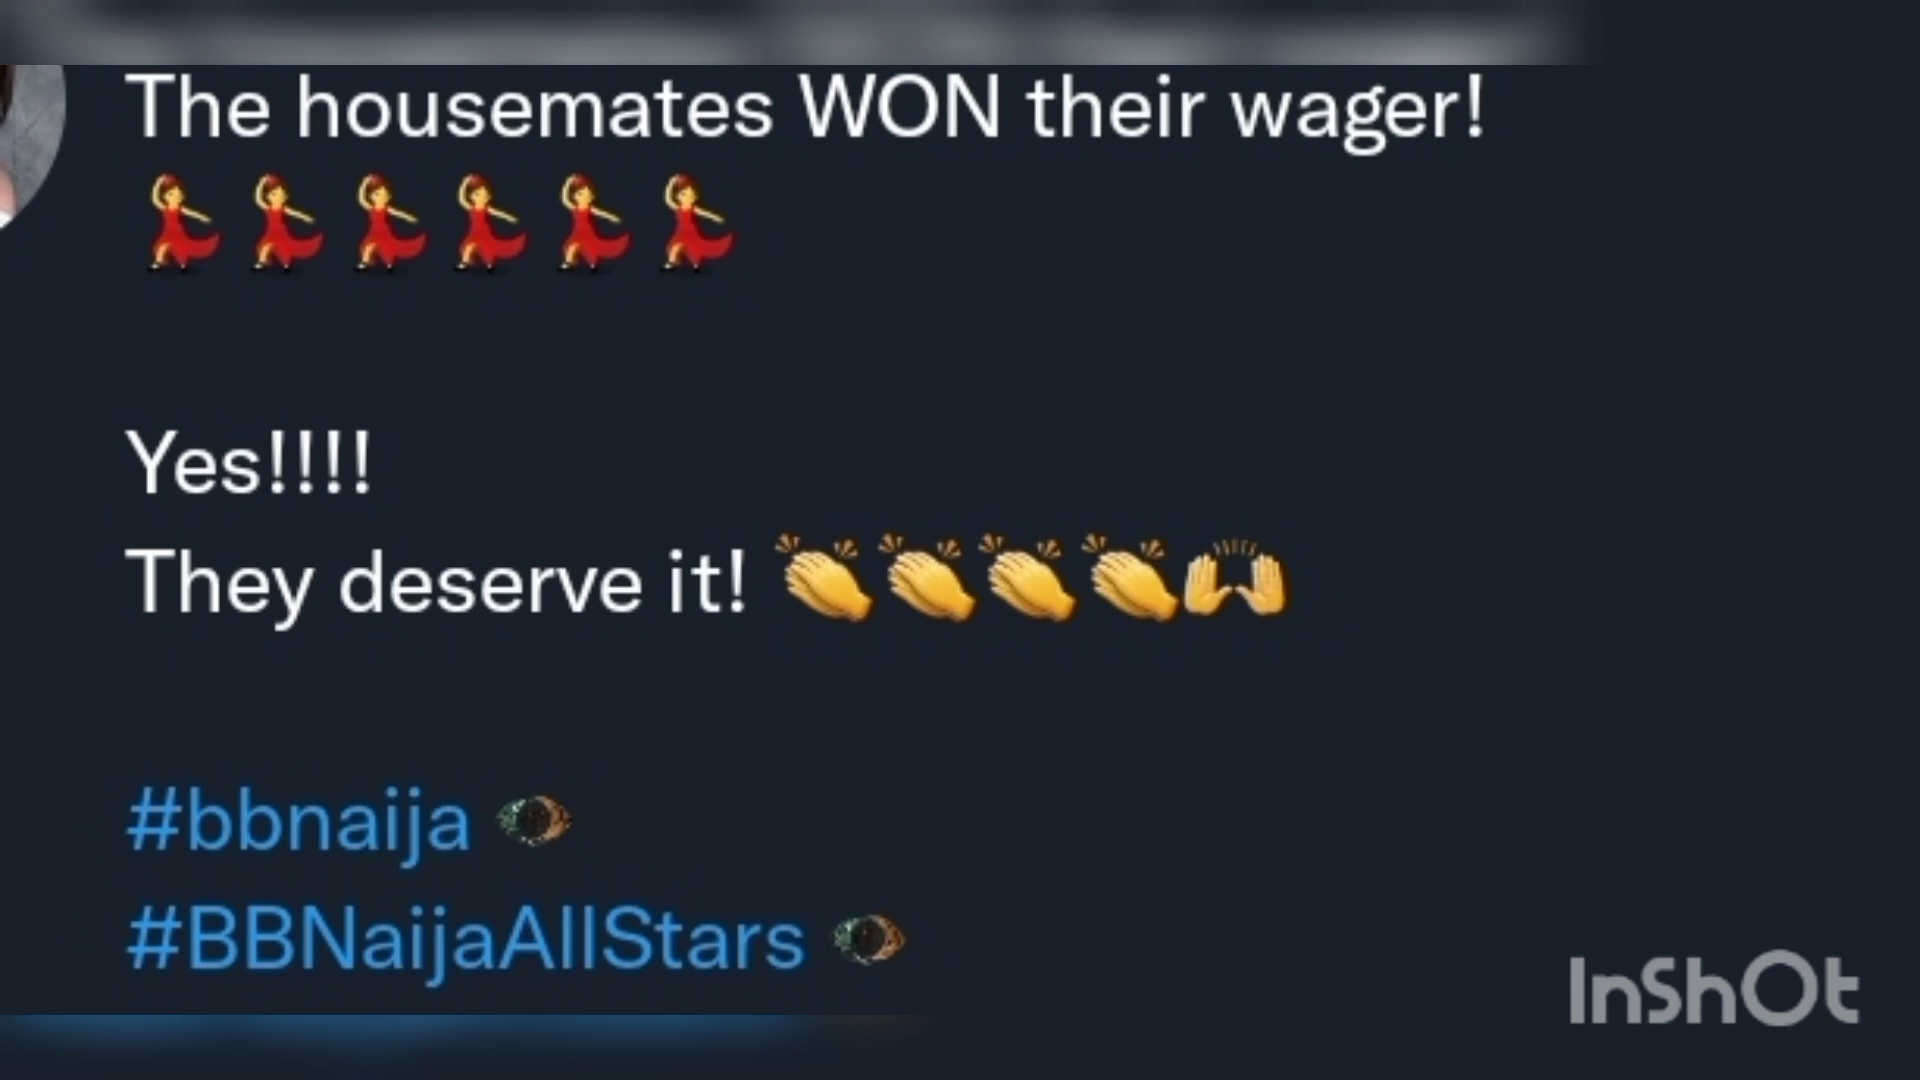 The housemates WON their wager!
💃💃💃💃💃💃
Yes!!!!
They deserve it! 👏👏👏👏🙌
#bbnaija
#BBNaijaAllStars
InShOt